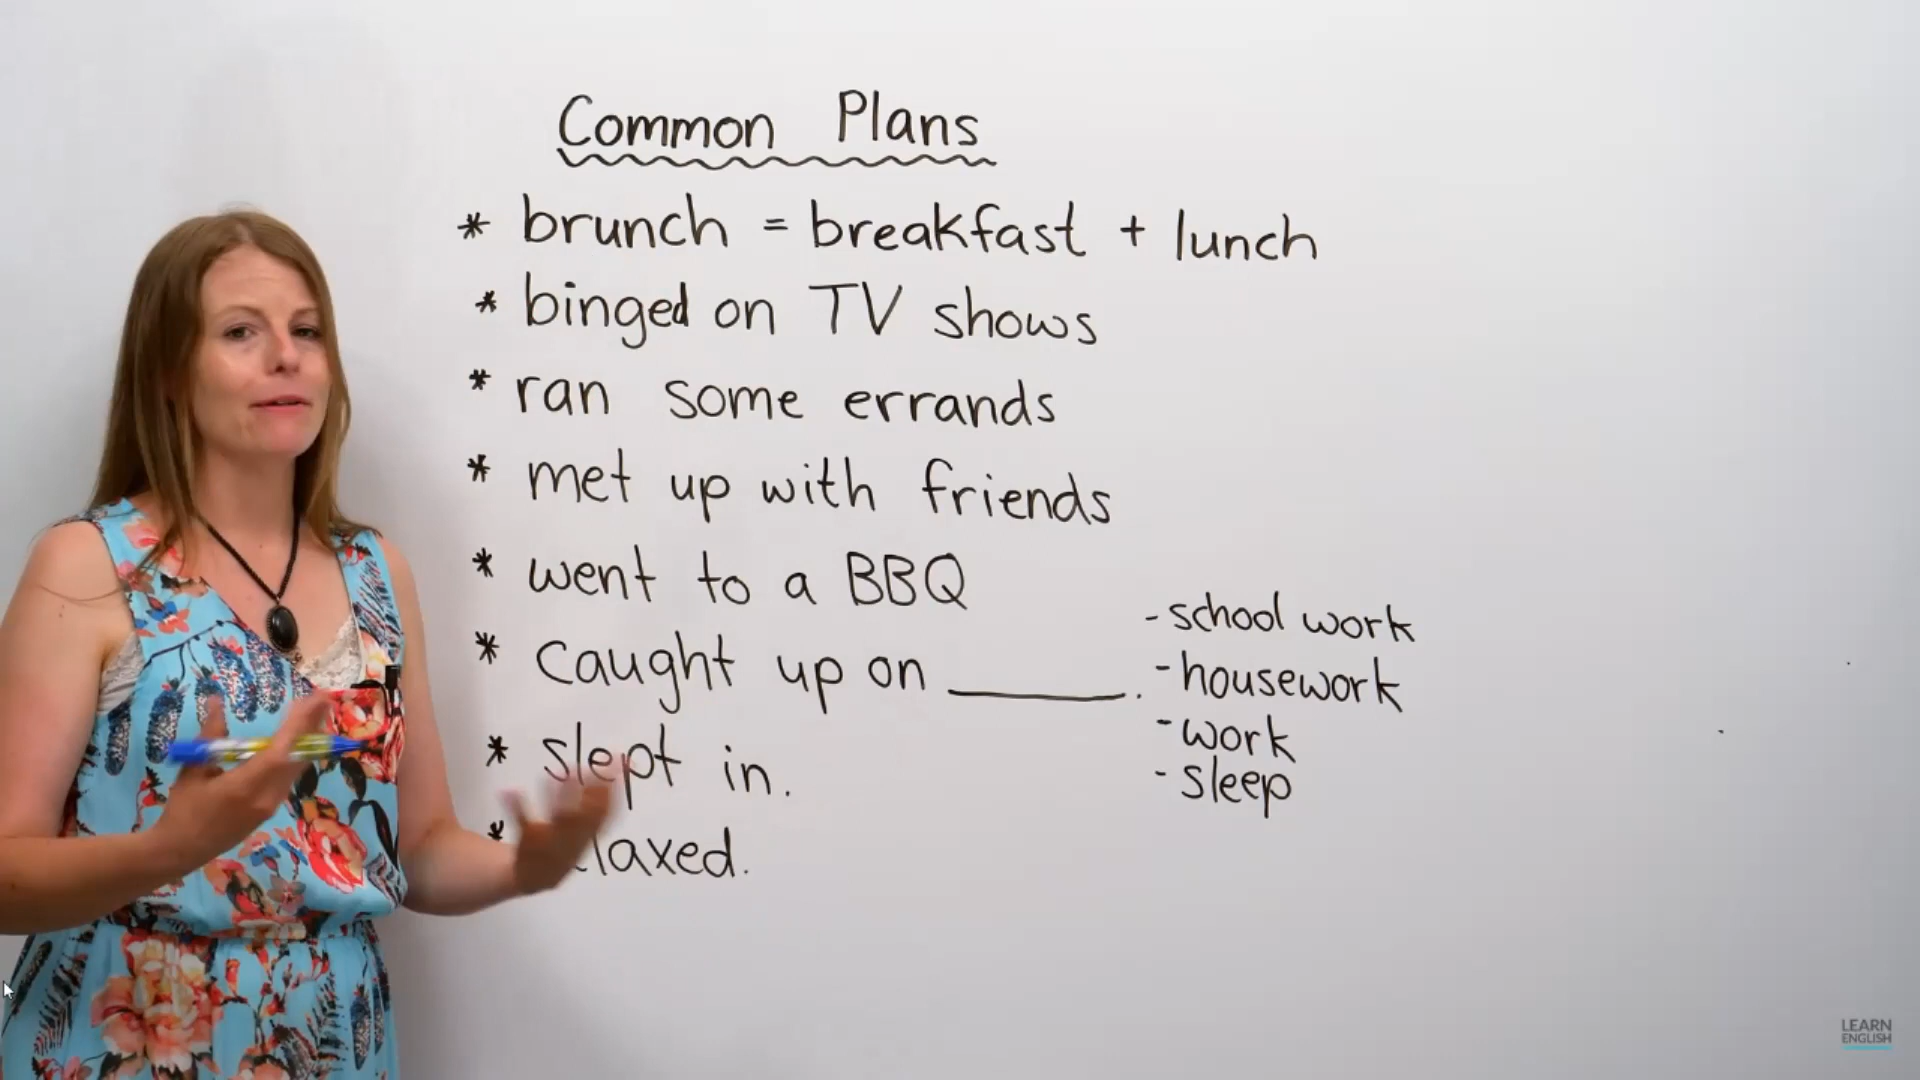 Common Plans
* brunch = breakfast + lunch
* binged on TV shows
* ran some errands
* met up with friends
* went to a BBQ
* caught up on ______.
- school work
- housework
- work
- sleep
* slept in.
*
LEARN
ENGLISH